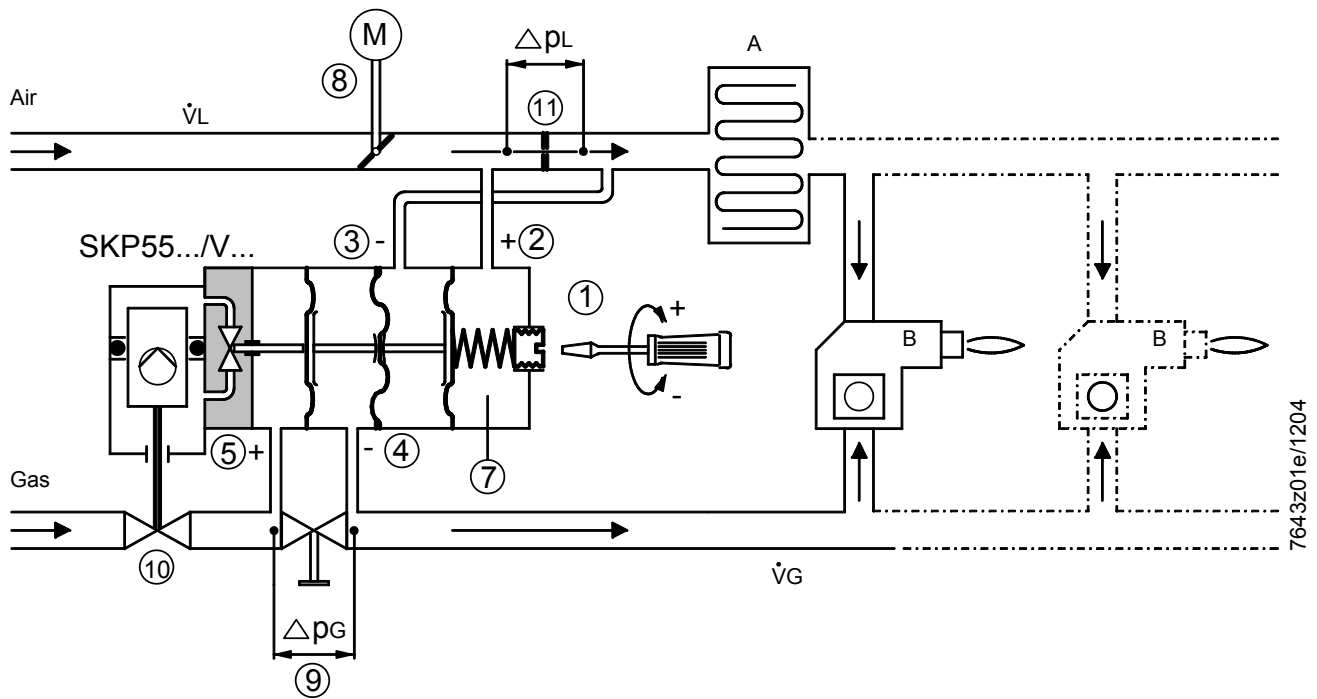 M
△pL
A
⑧
Air
V̇L
⑪
③ -
+ ②
SKP55.../V...
①
+
-
B
B
⑤ +
- ④
⑦
Gas
⑩
V̇G
△pG
⑨
7643z01e/1204